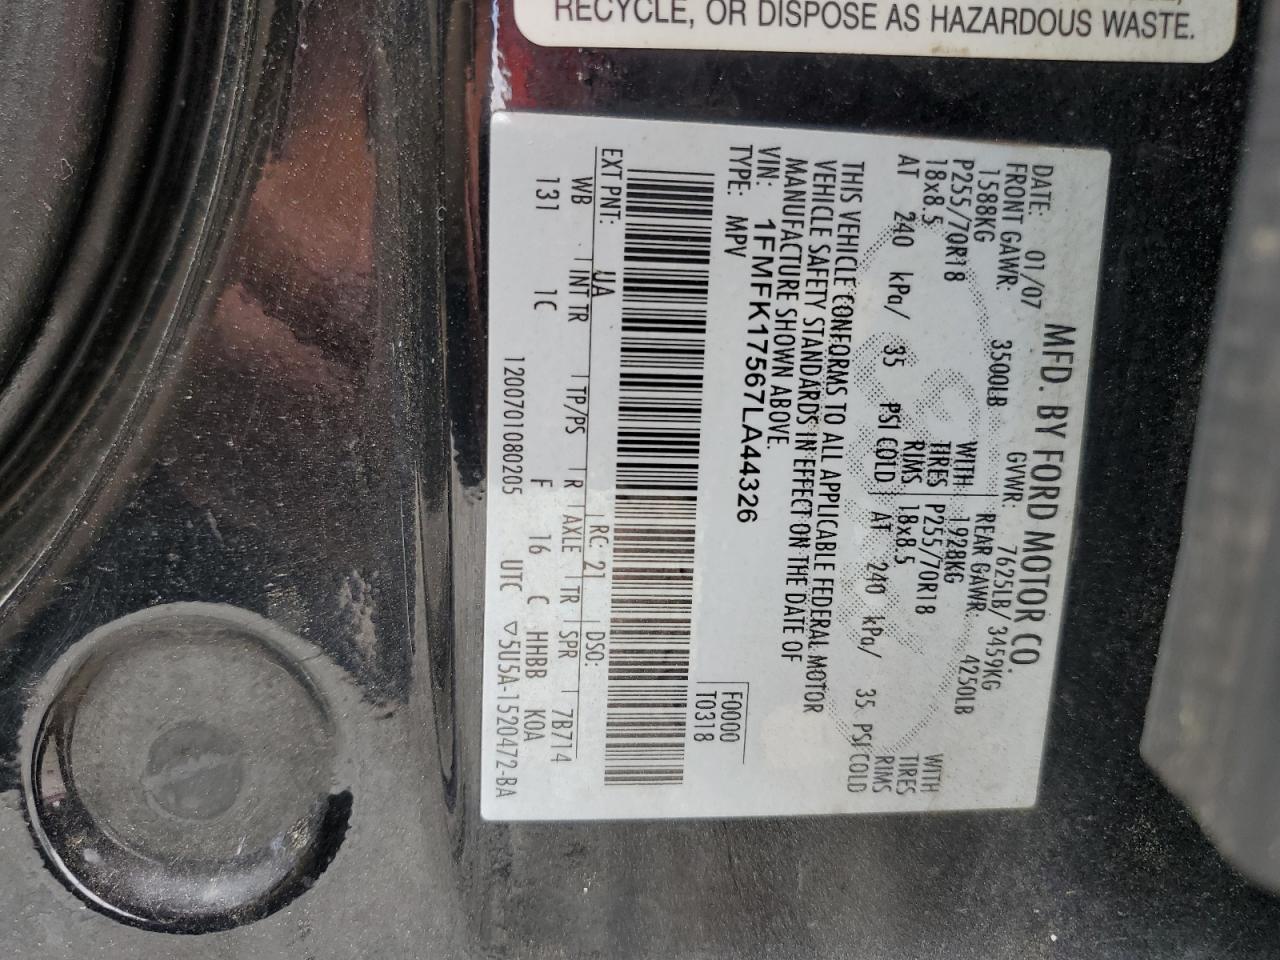 RECYCLE, OR DISPOSE AS HAZARDOUS WASTE.
MFD. BY FORD MOTOR CO.
DATE: 01/07 GVWR: 7625LB/ 3459KG
FRONT GAWR: 3500LB REAR GAWR: 4250LB
1588KG WITH 1928KG WITH
P255/70R18 TIRES P255/70R18 TIRES
18x8.5 RIMS 18x8.5 RIMS
AT 240 kPa/ 35 PSI COLD AT 240 kPa/ 35 PSI COLD
THIS VEHICLE CONFORMS TO ALL APPLICABLE FEDERAL MOTOR
VEHICLE SAFETY STANDARDS IN EFFECT ON THE DATE OF
MANUFACTURE SHOWN ABOVE.
VIN: 1FMFK17567LA44326 F0000
TYPE: MPV T0318
EXT PNT: UA RC: 21 DSO:
WB INT TR TP/PS R AXLE TR SPR 7B714
131 1C F 16 C HHBB K0A
1200701080205 UTC ▽5U5A-1520472-BA